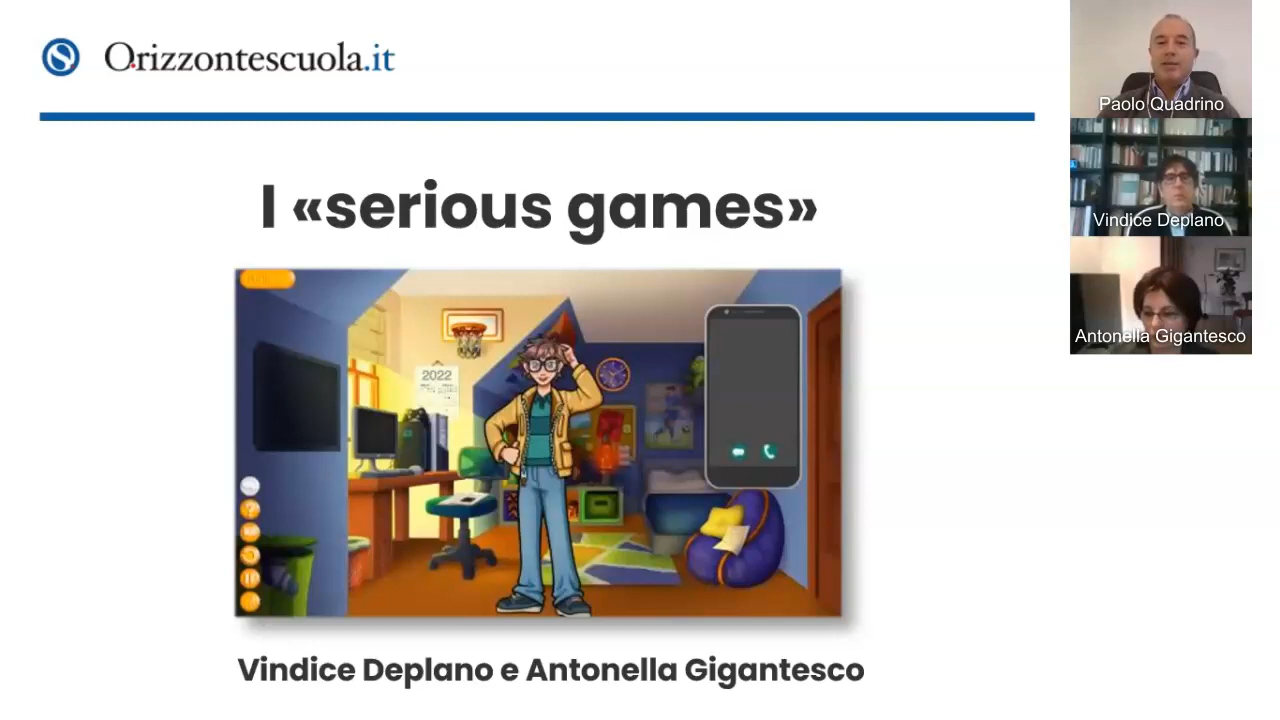 Orizzontescuola.it
I «serious games»
2022
Vindice Deplano e Antonella Gigantesco
Paolo Quadrino
Vindice Deplano
Antonella Gigantesco